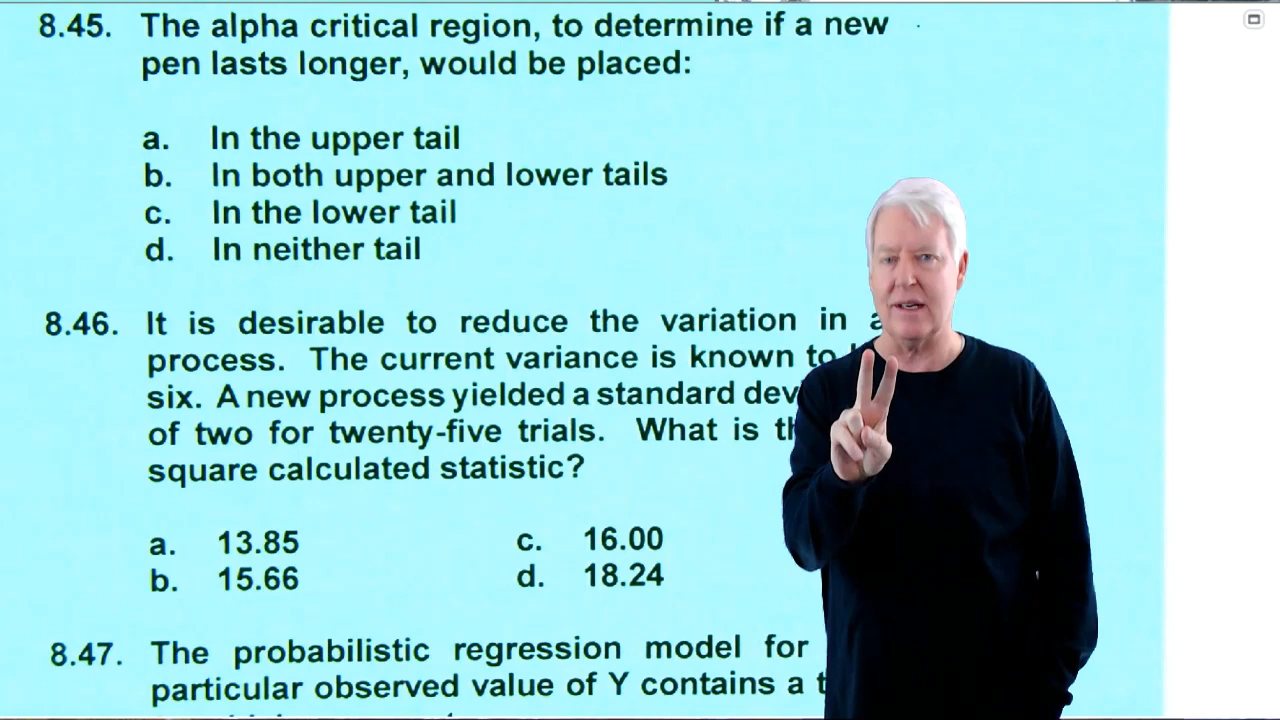 8.45. The alpha critical region, to determine if a new
pen lasts longer, would be placed:
a. In the upper tail
b. In both upper and lower tails
c. In the lower tail
d. In neither tail
8.46. It is desirable to reduce the variation in
process. The current variance is known to
six. A new process yielded a standard
of two for twenty-five trials. What is
square calculated statistic?
a. 13.85 c. 16.00
b. 15.66 d. 18.24
8.47. The probabilistic regression model for
particular observed value of Y contains a